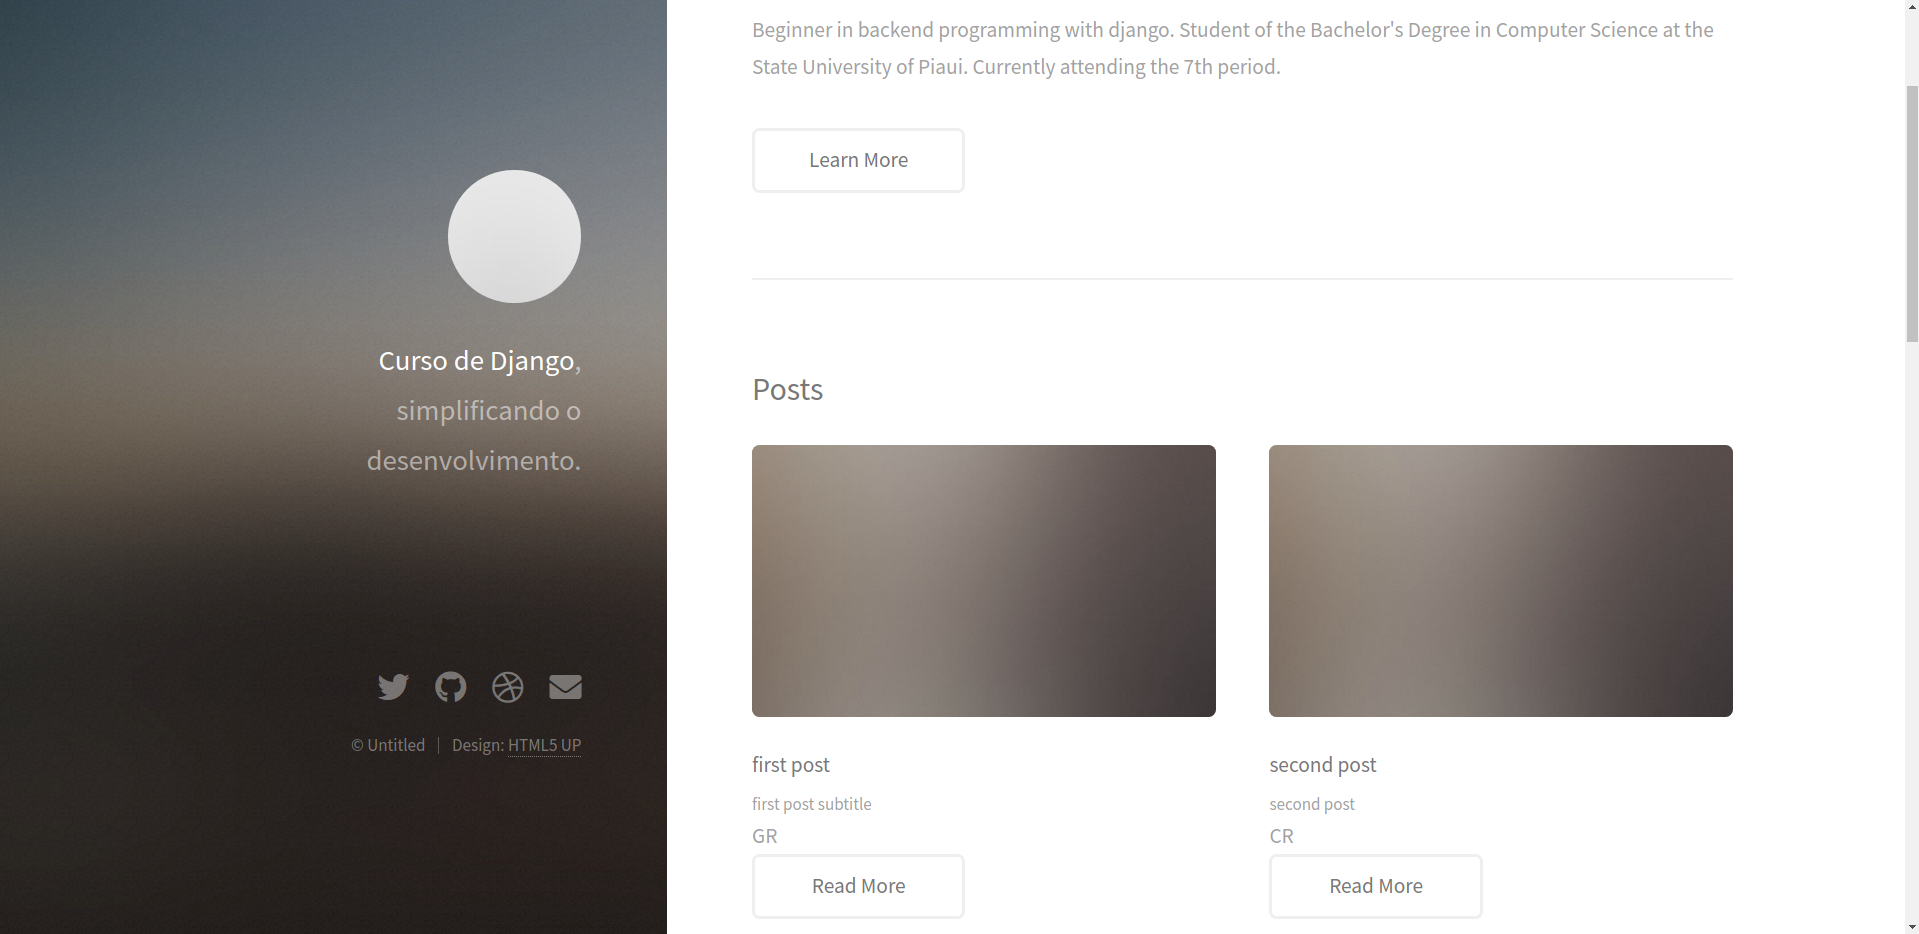 Curso de Django,
simplificando o
desenvolvimento.
© Untitled | Design: HTML5 UP
Beginner in backend programming with django. Student of the Bachelor's Degree in Computer Science at the
State University of Piaui. Currently attending the 7th period.
Learn More
Posts
first post
first post subtitle
GR
Read More
second post
second post
CR
Read More